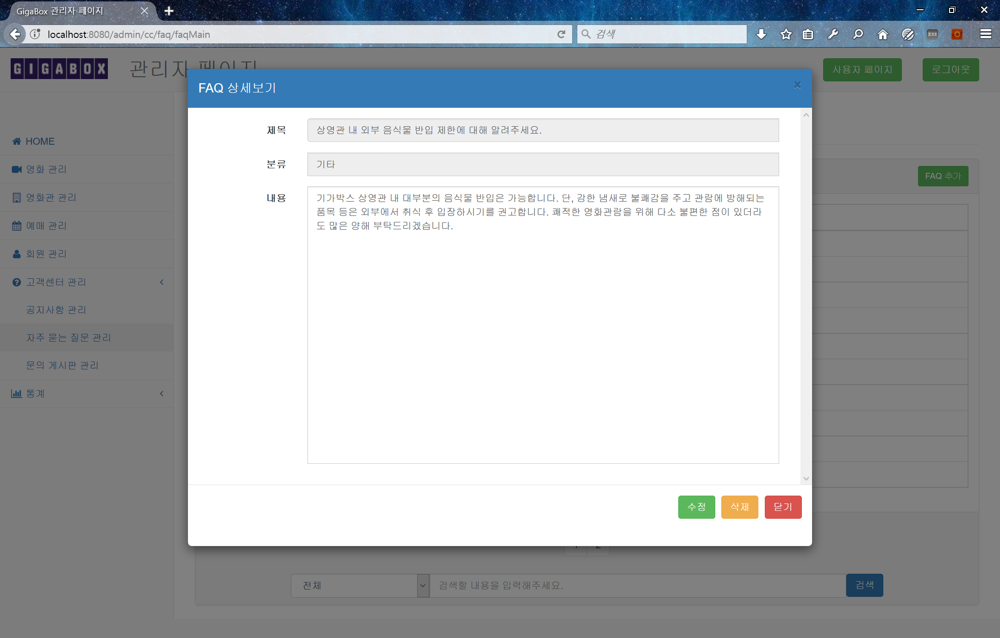 GigaBox 관리자 페이지
localhost:8080/admin/cc/faq/faqMain
검색
GIGABOX
관리자 페이지
사용자 페이지
로그아웃
HOME
영화 관리
영화관 관리
예매 관리
회원 관리
고객센터 관리
공지사항 관리
자주 묻는 질문 관리
문의 게시판 관리
통계
FAQ 추가
FAQ 상세보기
제목
상영관 내 외부 음식물 반입 제한에 대해 알려주세요.
분류
기타
내용
기가박스 상영관 내 대부분의 음식물 반입은 가능합니다. 단, 강한 냄새로 불쾌감을 주고 관람에 방해되는
품목 등은 외부에서 취식 후 입장하시기를 권고합니다. 쾌적한 영화관람을 위해 다소 불편한 점이 있더라
도 많은 양해 부탁드리겠습니다.
수정
삭제
닫기
1 2
전체
검색할 내용을 입력해주세요.
검색
zzz